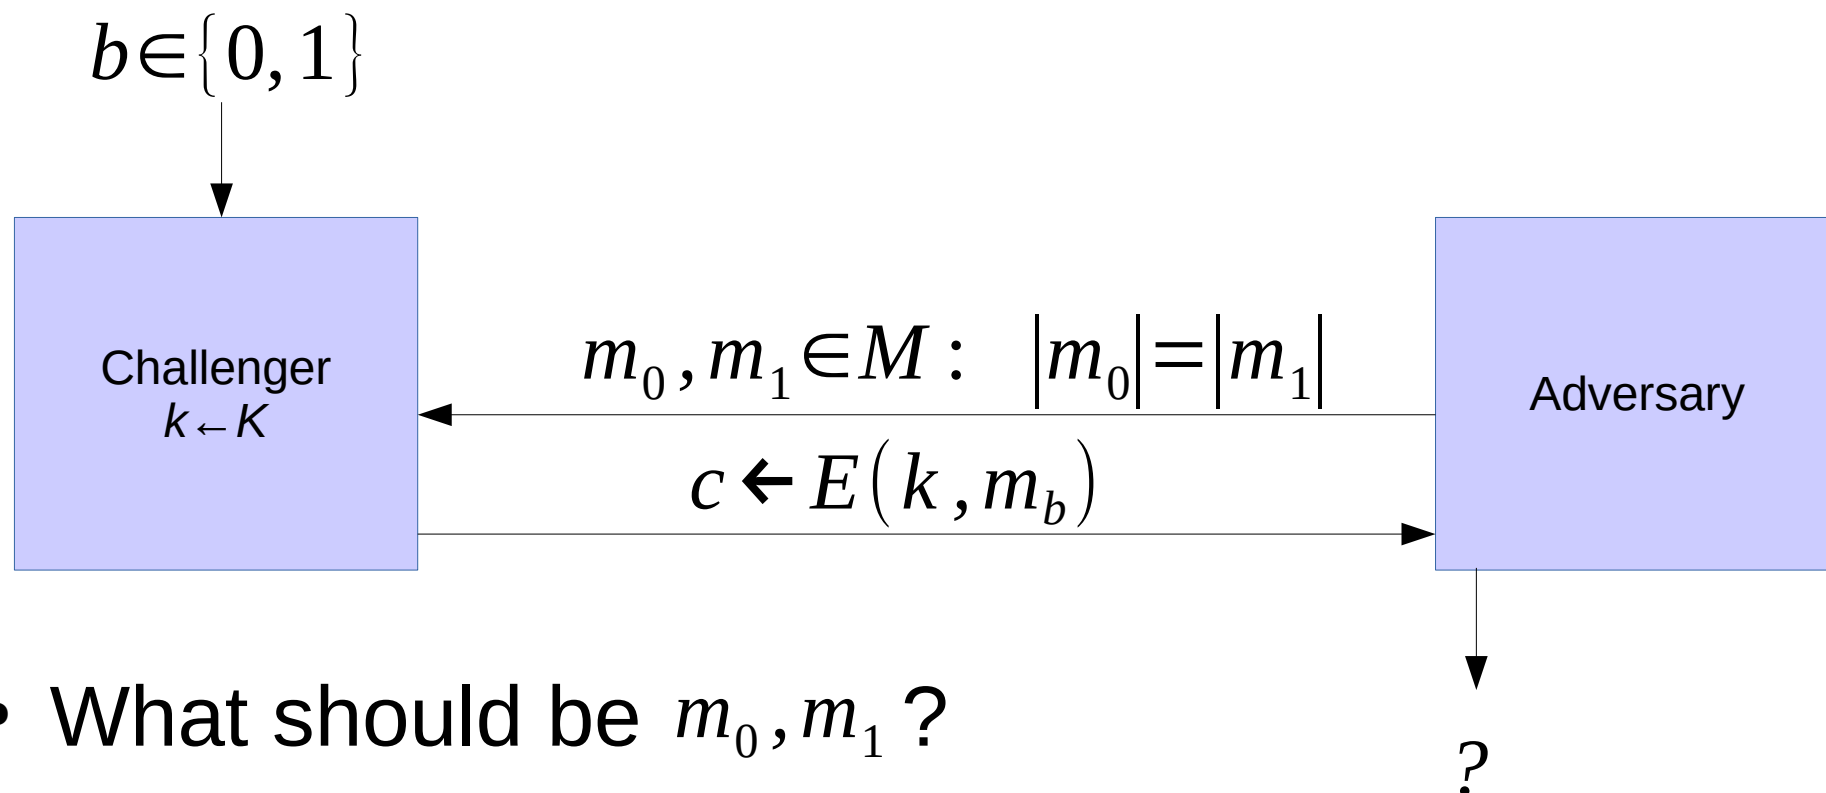 b∈{0,1}
m₀,m₁∈M: |m₀|=|m₁|
Challenger
k←K
Adversary
c←E(k,m_b)
• What should be m₀,m₁?
?